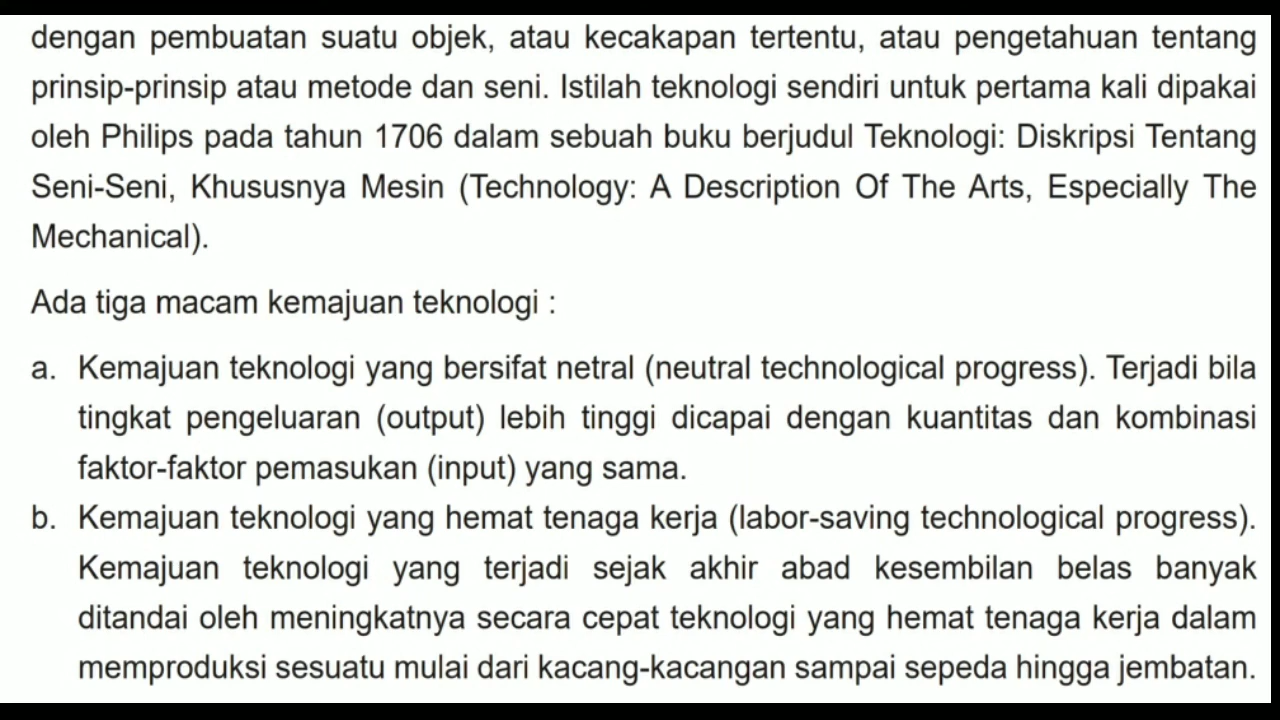 dengan pembuatan suatu objek, atau kecakapan tertentu, atau pengetahuan tentang
prinsip-prinsip atau metode dan seni. Istilah teknologi sendiri untuk pertama kali dipakai
oleh Philips pada tahun 1706 dalam sebuah buku berjudul Teknologi: Diskripsi Tentang
Seni-Seni, Khususnya Mesin (Technology: A Description Of The Arts, Especially The
Mechanical).
Ada tiga macam kemajuan teknologi :
a. Kemajuan teknologi yang bersifat netral (neutral technological progress). Terjadi bila
tingkat pengeluaran (output) lebih tinggi dicapai dengan kuantitas dan kombinasi
faktor-faktor pemasukan (input) yang sama.
b. Kemajuan teknologi yang hemat tenaga kerja (labor-saving technological progress).
Kemajuan teknologi yang terjadi sejak akhir abad kesembilan belas banyak
ditandai oleh meningkatnya secara cepat teknologi yang hemat tenaga kerja dalam
memproduksi sesuatu mulai dari kacang-kacangan sampai sepeda hingga jembatan.